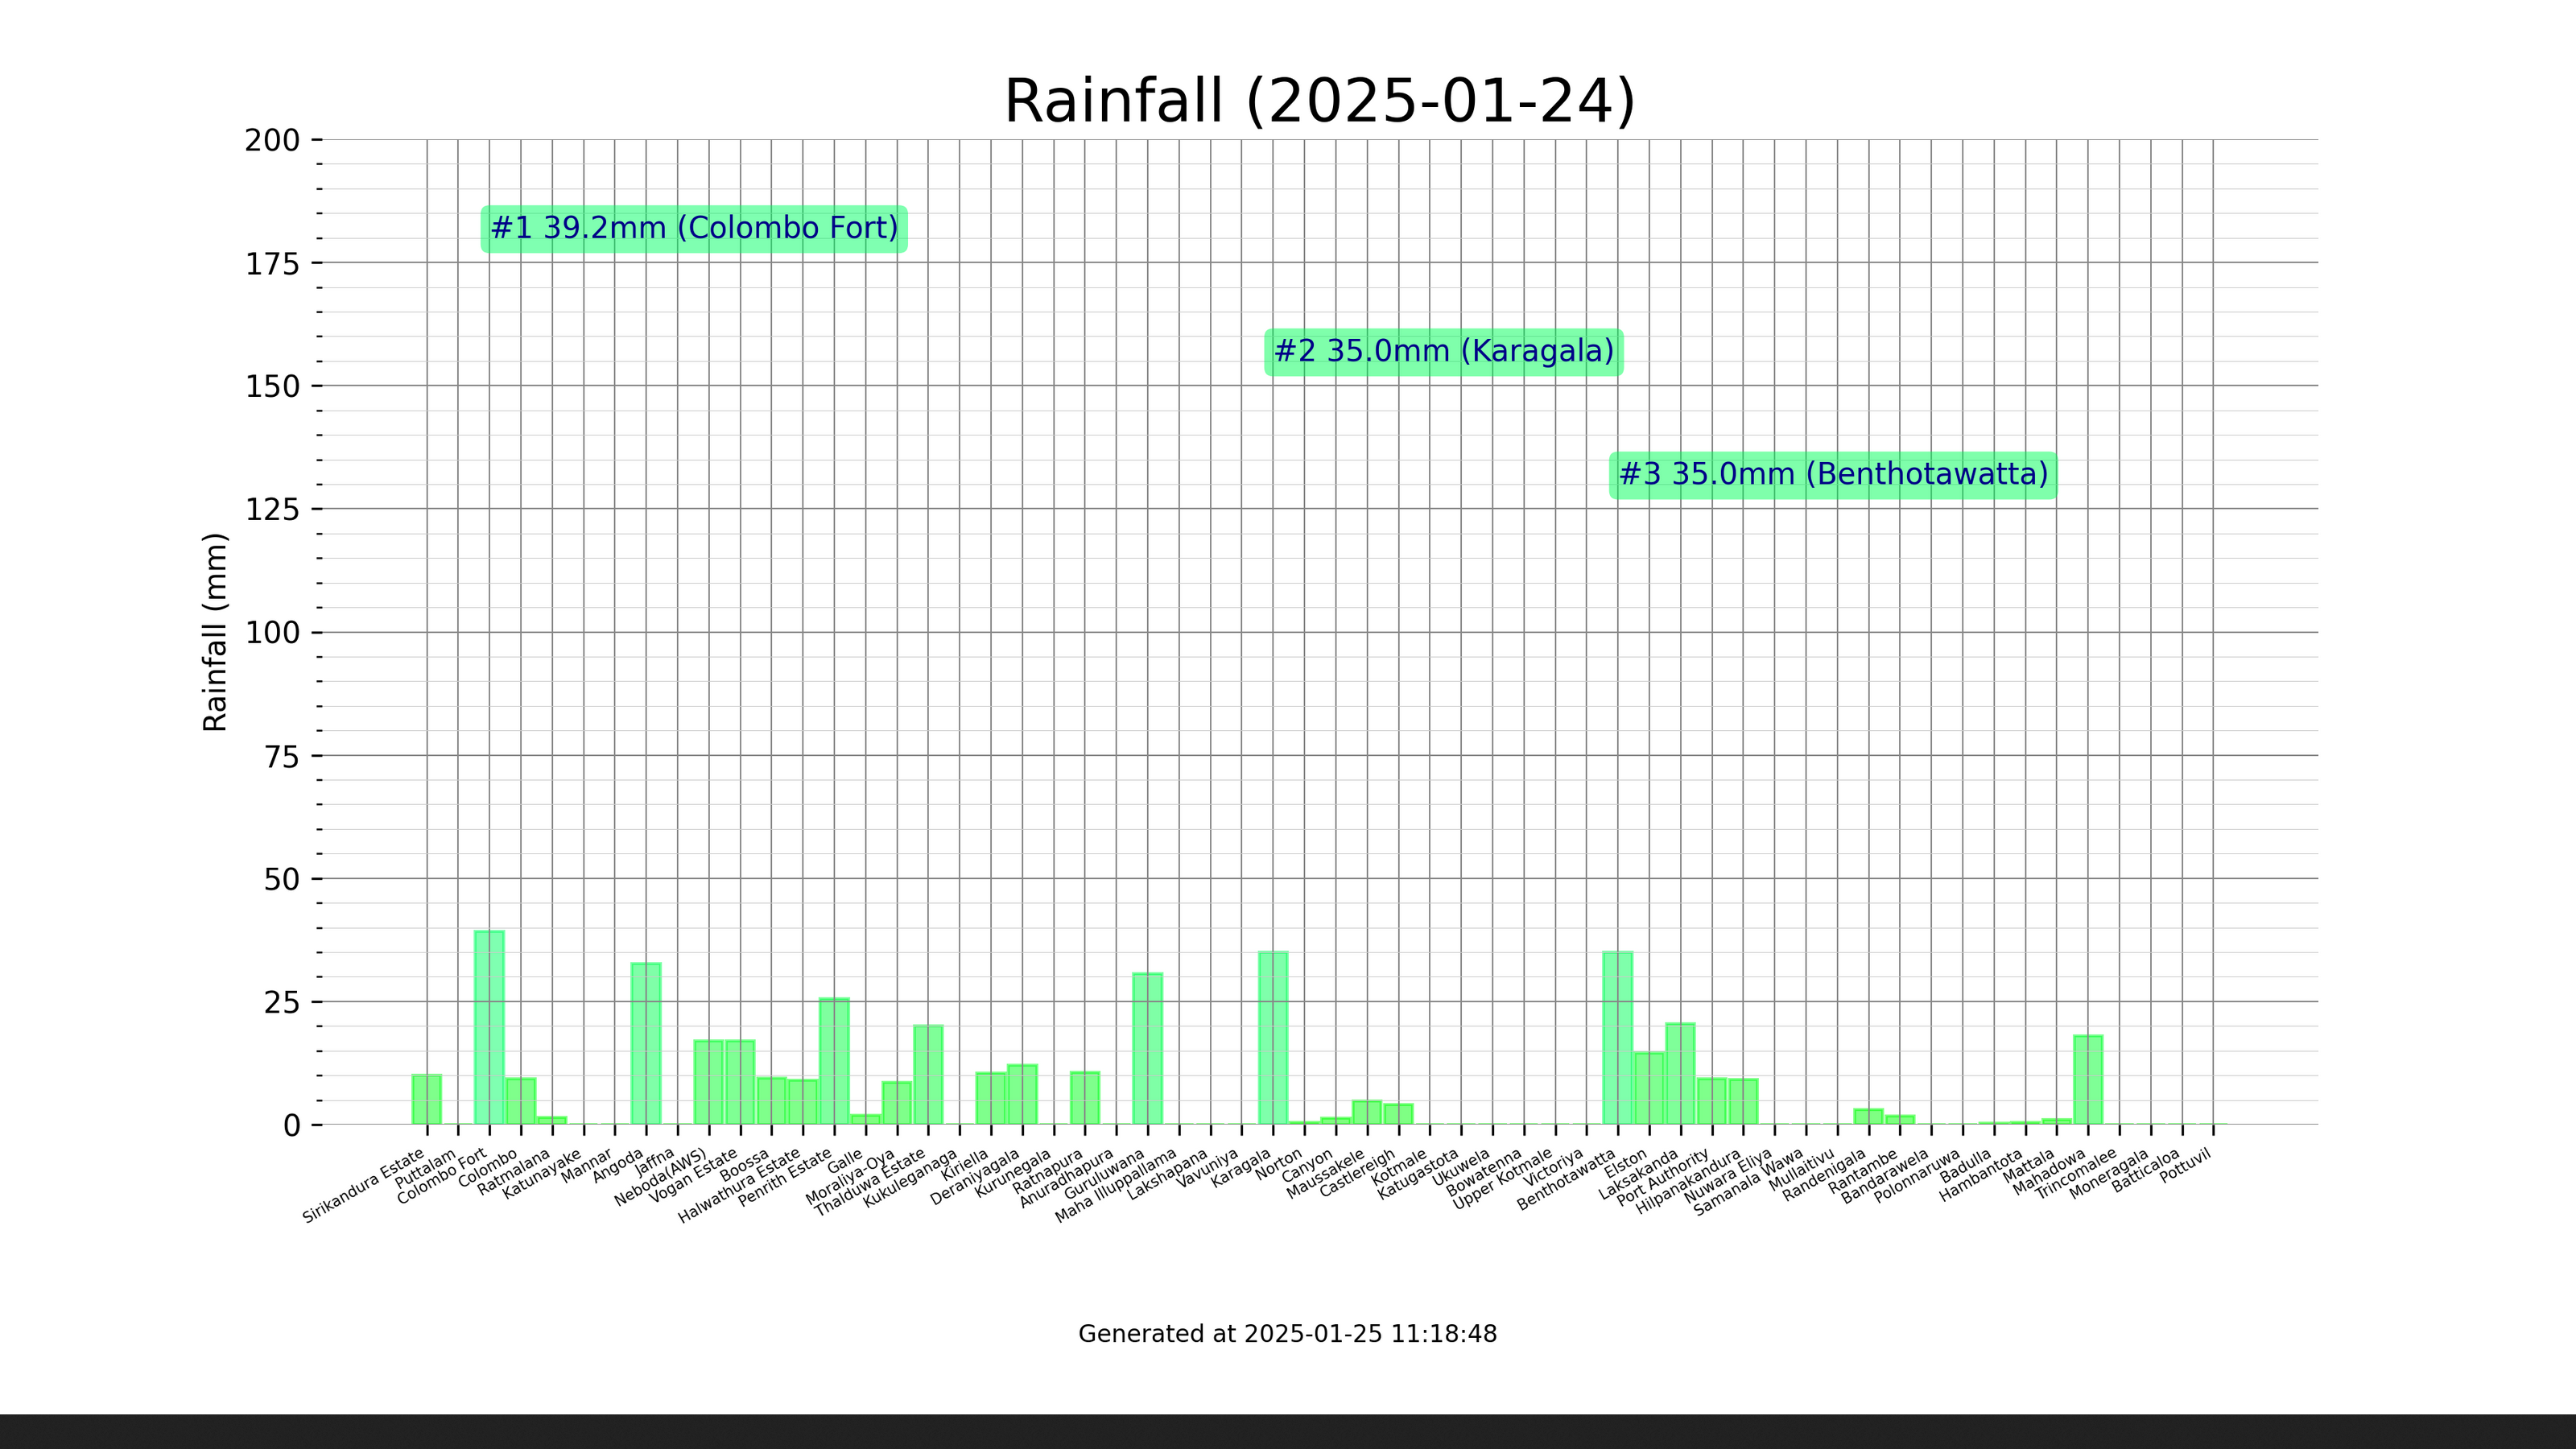 Rainfall (2025-01-24)
200
175
150
125
100
75
50
25
0
Rainfall (mm)
#1 39.2mm (Colombo Fort)
#2 35.0mm (Karagala)
#3 35.0mm (Benthotawatta)
Sirikandura Estate
Puttalam
Colombo Fort
Colombo
Ratmalana
Katunayake
Mannar
Angoda
Jaffna
Neboda(AWS)
Vogan Estate
Boossa
Halwathura Estate
Penrith Estate
Galle
Moraliya-Oya
Thalduwa Estate
Kukuleganaga
Kiriella
Deraniyagala
Kurunegala
Ratnapura
Anuradhapura
Guruluwana
Maha Illuppallama
Lakshapana
Vavuniya
Karagala
Norton
Canyon
Maussakele
Castlereigh
Kotmale
Katugastota
Ukuwela
Bowatenna
Upper Kotmale
Victoriya
Benthotawatta
Elston
Laksakanda
Port Authority
Hilpanakandura
Nuwara Eliya
Samanala Wawa
Mullaitivu
Randenigala
Rantambe
Bandarawela
Polonnaruwa
Badulla
Hambantota
Mattala
Mahadowa
Trincomalee
Moneragala
Batticaloa
Pottuvil
Generated at 2025-01-25 11:18:48